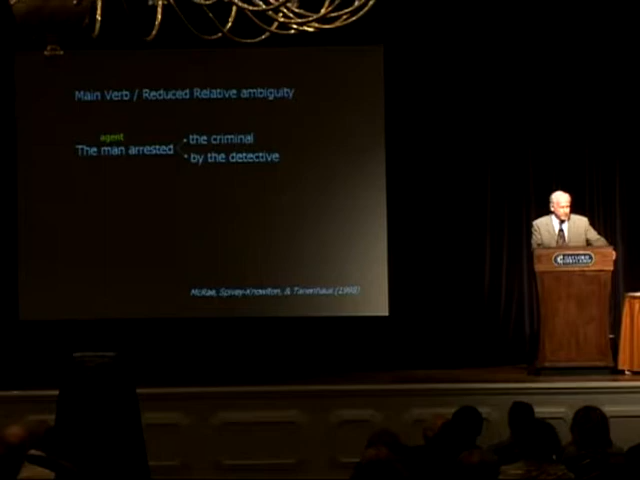 Main Verb / Reduced Relative ambiguity
agent
The man arrested
the criminal
by the detective
McRae, Spivey-Knowlton, & Tanenhaus (1998)